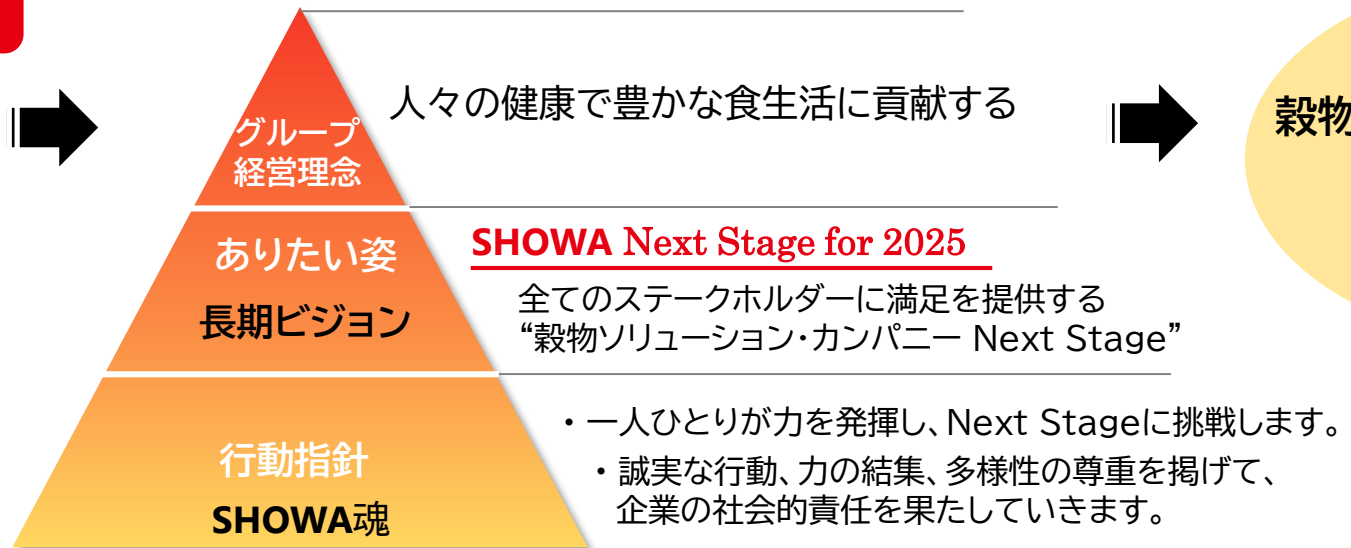 人々の健康で豊かな食生活に貢献する
グループ
経営理念
穀物
ありたい姿
長期ビジョン
SHOWA Next Stage for 2025
全てのステークホルダーに満足を提供する
“穀物ソリューション・カンパニー Next Stage”
行動指針
SHOWA魂
・一人ひとりが力を発揮し、Next Stageに挑戦します。
・誠実な行動、力の結集、多様性の尊重を掲げて、
企業の社会的責任を果たしていきます。